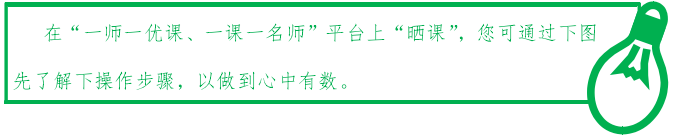 在“一师一优课、一课一名师”平台上“晒课”，您可通过下图
先了解下操作步骤，以做到心中有数。